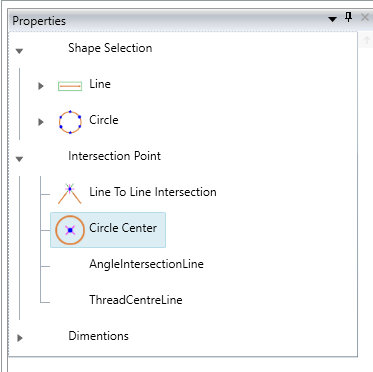 Properties
Shape Selection
Line
Circle
Intersection Point
Line To Line Intersection
Circle Center
AngleIntersectionLine
ThreadCentreLine
Dimentions